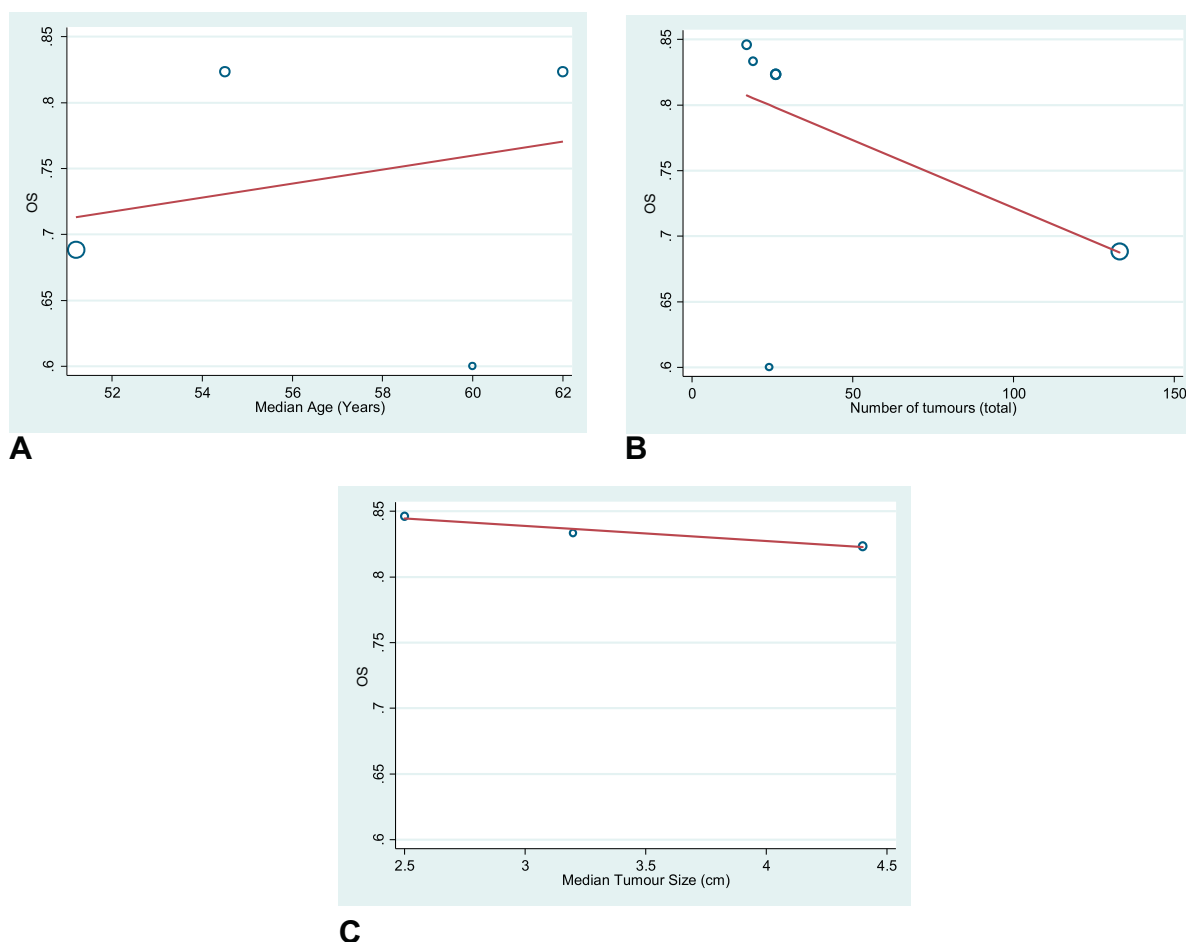 .85
.8
.75
.7
.65
.6
OS
52 54 56 58 60 62
Median Age (Years)
A
.85
.8
.75
.7
.65
.6
OS
0 50 100 150
Number of tumours (total)
B
.85
.8
.75
.7
.65
.6
OS
2.5 3 3.5 4 4.5
Median Tumour Size (cm)
C